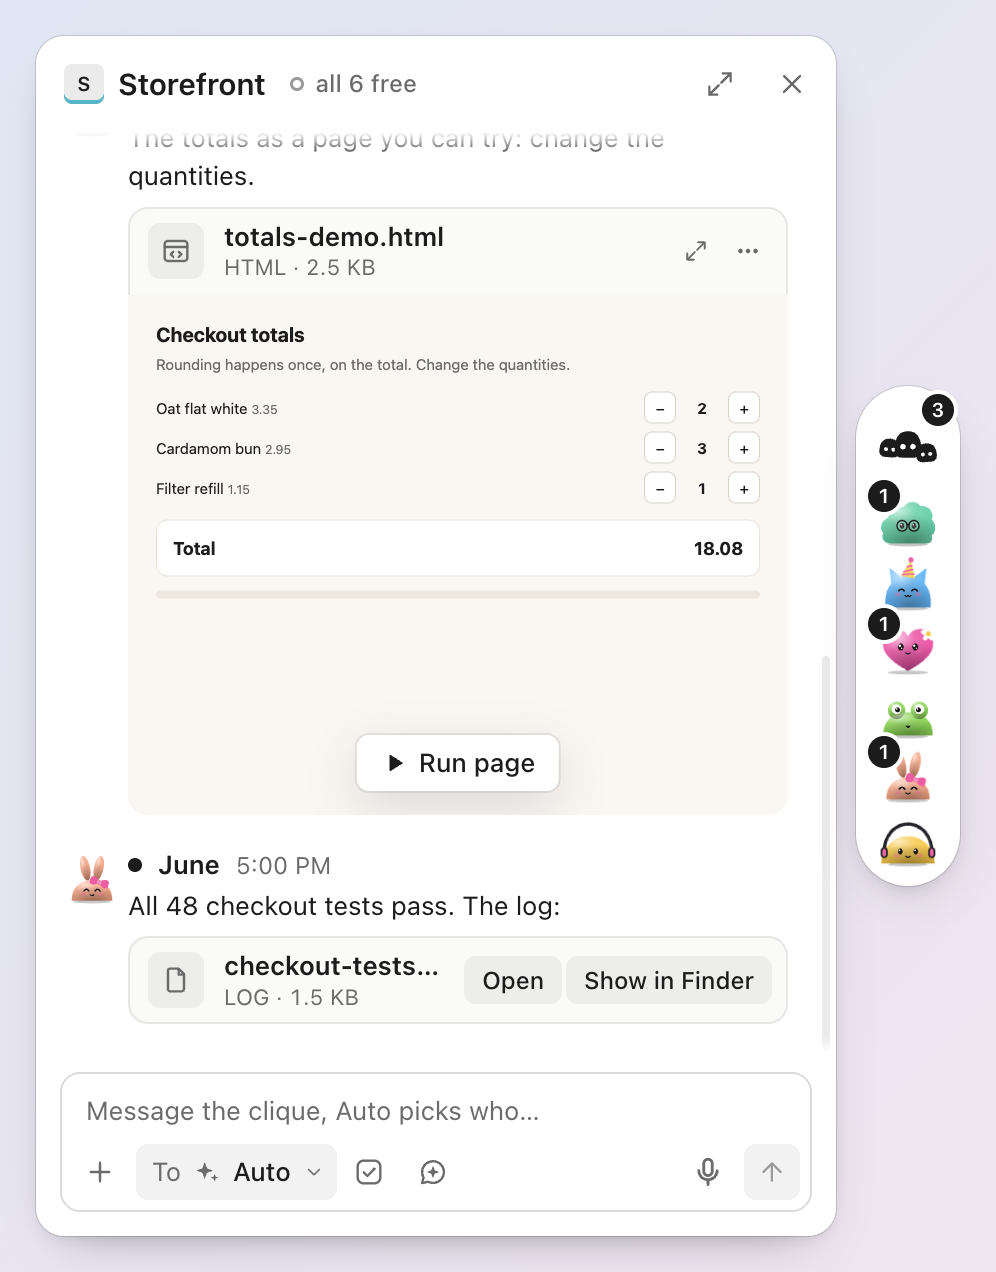 S Storefront all 6 free
The totals as a page you can try: change the
quantities.
totals-demo.html
HTML · 2.5 KB
Checkout totals
Rounding happens once, on the total. Change the quantities.
Oat flat white 3.35 − 2 +
Cardamom bun 2.95 − 3 +
Filter refill 1.15 − 1 +
Total 18.08
Run page
June 5:00 PM
All 48 checkout tests pass. The log:
checkout-tests...
LOG · 1.5 KB
Open Show in Finder
Message the clique, Auto picks who...
To Auto
3
1
1
1